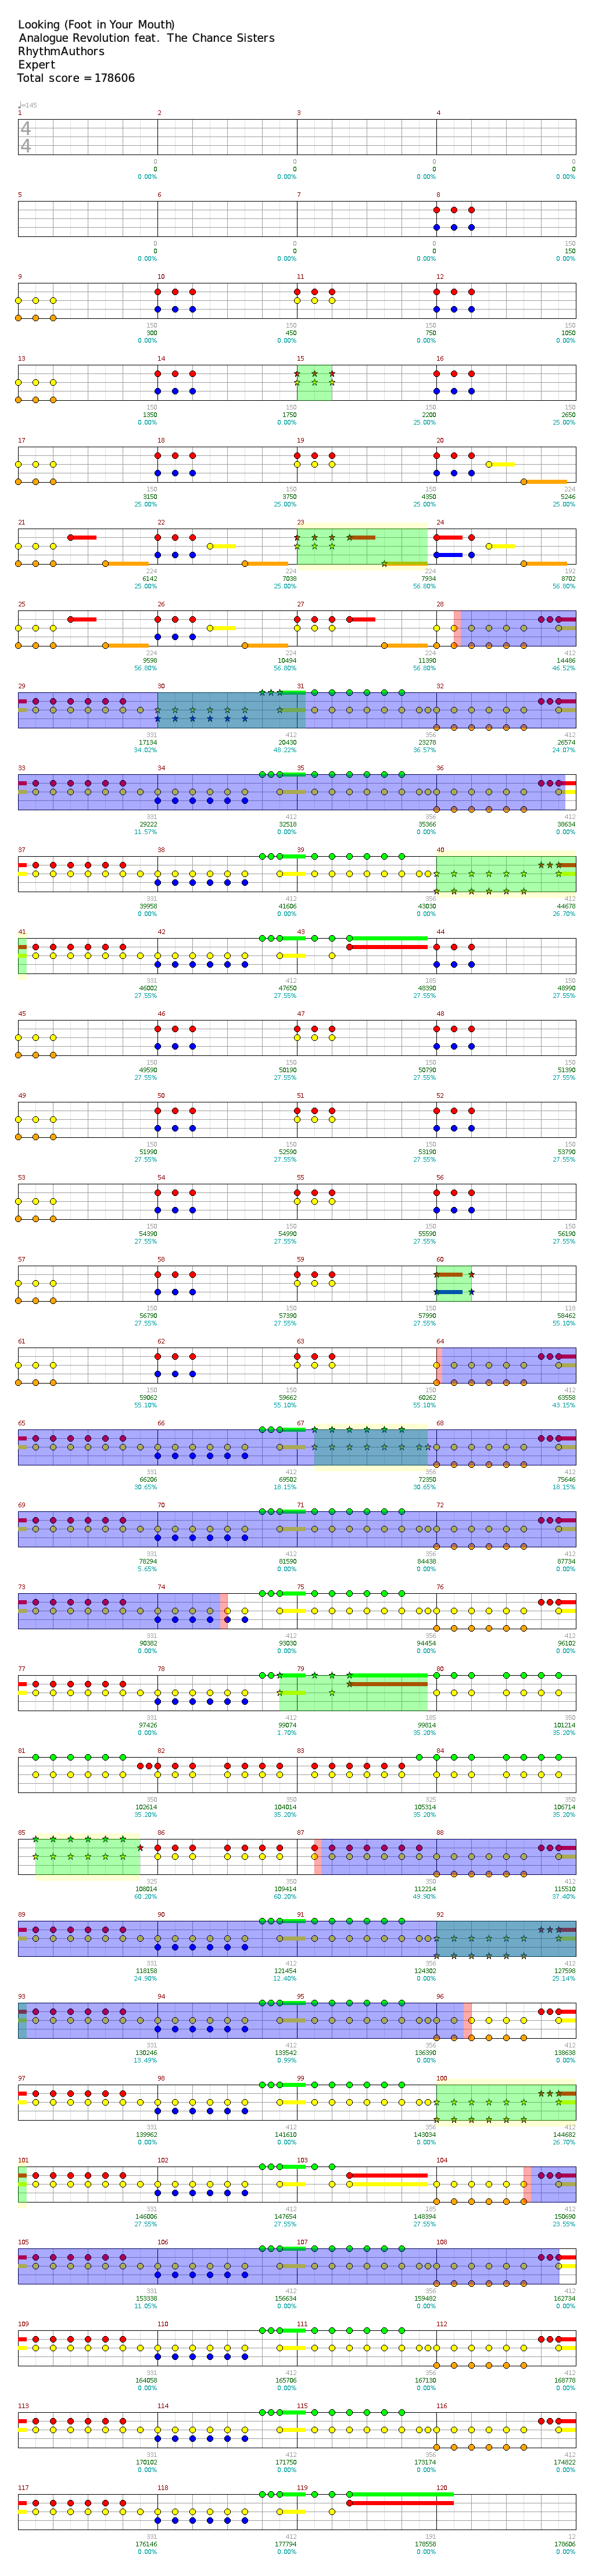 Looking (Foot in Your Mouth)
Analogue Revolution feat. The Chance Sisters
RhythmAuthors
Expert
Total score = 178606
♩=145
1 2 3 4
4
4
0 0 0 0
0 0 0 0
0.00% 0.00% 0.00% 0.00%
5 6 7 8
0 0 0 150
0 0 0 150
0.00% 0.00% 0.00% 0.00%
9 10 11 12
150 150 150 150
300 450 750 1050
0.00% 0.00% 0.00% 0.00%
13 14 15 16
150 150 150 150
1350 1750 2200 2650
0.00% 0.00% 25.00% 25.00%
17 18 19 20
150 150 150 224
3150 3750 4350 5246
25.00% 25.00% 25.00% 25.00%
21 22 23 24
224 224 224 192
6142 7038 7934 8702
25.00% 25.00% 56.80% 56.80%
25 26 27 28
224 224 224 412
9598 10494 11390 14486
56.80% 56.80% 56.80% 46.52%
29 30 31 32
331 412 356 412
17134 20430 23278 26574
34.02% 48.22% 36.57% 24.07%
33 34 35 36
331 412 356 412
29222 32518 35366 38634
11.57% 0.00% 0.00% 0.00%
37 38 39 40
331 412 356 412
39958 41606 43030 44678
0.00% 0.00% 0.00% 26.70%
41 42 43 44
331 412 185 150
46002 47650 48390 48990
27.55% 27.55% 27.55% 27.55%
45 46 47 48
150 150 150 150
49590 50190 50790 51390
27.55% 27.55% 27.55% 27.55%
49 50 51 52
150 150 150 150
51990 52590 53190 53790
27.55% 27.55% 27.55% 27.55%
53 54 55 56
150 150 150 150
54390 54990 55590 56190
27.55% 27.55% 27.55% 27.55%
57 58 59 60
150 150 150 118
56790 57390 57990 58462
27.55% 27.55% 27.55% 55.10%
61 62 63 64
150 150 150 412
59062 59662 60262 63558
55.10% 55.10% 55.10% 43.15%
65 66 67 68
331 412 356 412
66206 69502 72350 75646
30.65% 18.15% 30.65% 18.15%
69 70 71 72
331 412 356 412
78294 81590 84438 87734
5.65% 0.00% 0.00% 0.00%
73 74 75 76
331 412 356 412
90382 93030 94454 96102
0.00% 0.00% 0.00% 0.00%
77 78 79 80
331 412 185 350
97426 99074 99814 101214
0.00% 1.70% 35.20% 35.20%
81 82 83 84
350 350 325 350
102614 104014 105314 106714
35.20% 35.20% 35.20% 35.20%
85 86 87 88
325 350 350 412
108014 109414 112214 115510
60.20% 60.20% 49.90% 37.40%
89 90 91 92
331 412 356 412
118158 121454 124302 127598
24.90% 12.40% 0.00% 25.14%
93 94 95 96
331 412 356 412
130246 133542 136390 138638
13.49% 0.99% 0.00% 0.00%
97 98 99 100
331 412 356 412
139962 141610 143034 144682
0.00% 0.00% 0.00% 26.70%
101 102 103 104
331 412 185 412
146006 147654 148394 150690
27.55% 27.55% 27.55% 23.55%
105 106 107 108
331 412 356 412
153338 156634 159482 162734
11.05% 0.00% 0.00% 0.00%
109 110 111 112
331 412 356 412
164058 165706 167130 168778
0.00% 0.00% 0.00% 0.00%
113 114 115 116
331 412 356 412
170102 171750 173174 174822
0.00% 0.00% 0.00% 0.00%
117 118 119 120
331 412 191 12
176146 177794 178558 178606
0.00% 0.00% 0.00% 0.00%